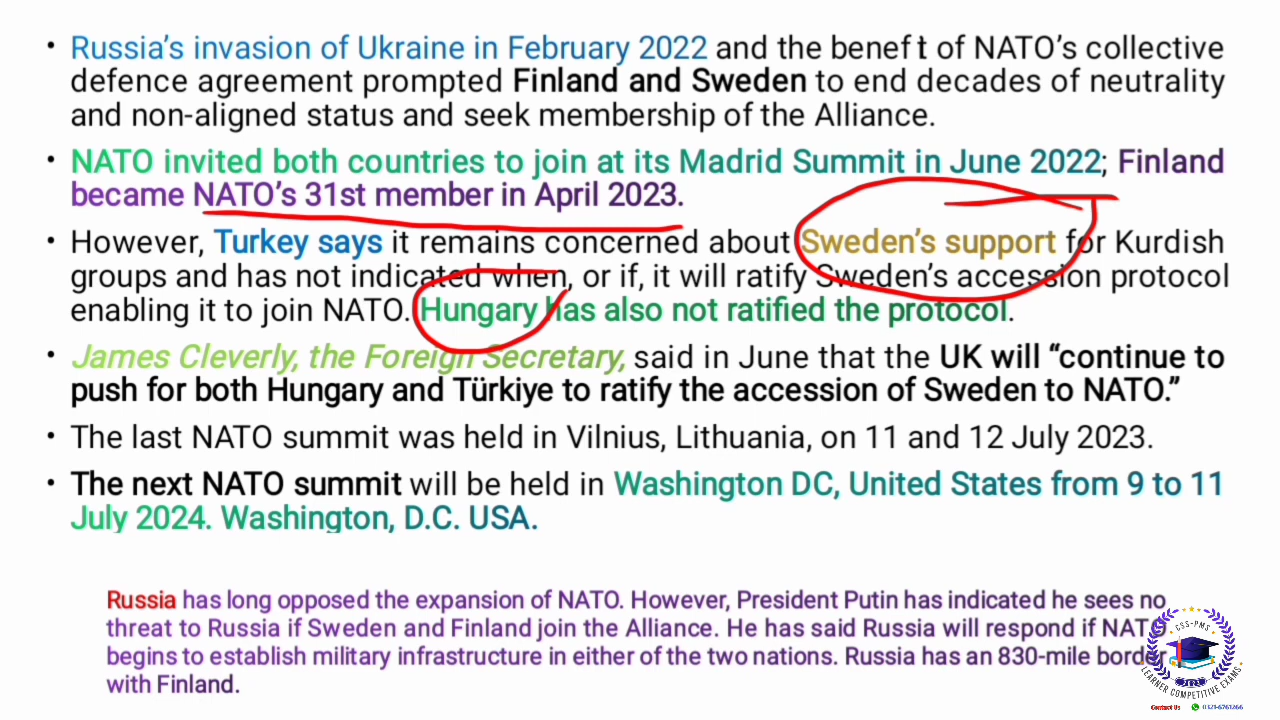 • Russia's invasion of Ukraine in February 2022 and the benef t of NATO's collective
defence agreement prompted Finland and Sweden to end decades of neutrality
and non-aligned status and seek membership of the Alliance.
• NATO invited both countries to join at its Madrid Summit in June 2022; Finland
became NATO's 31st member in April 2023.
• However, Turkey says it remains concerned about Sweden's support for Kurdish
groups and has not indicated when, or if, it will ratify Sweden's accession protocol
enabling it to join NATO. Hungary has also not ratified the protocol.
• James Cleverly, the Foreign Secretary, said in June that the UK will "continue to
push for both Hungary and Türkiye to ratify the accession of Sweden to NATO."
• The last NATO summit was held in Vilnius, Lithuania, on 11 and 12 July 2023.
• The next NATO summit will be held in Washington DC, United States from 9 to 11
July 2024. Washington, D.C. USA.
Russia has long opposed the expansion of NATO. However, President Putin has indicated he sees no
threat to Russia if Sweden and Finland join the Alliance. He has said Russia will respond if NATO
begins to establish military infrastructure in either of the two nations. Russia has an 830-mile border
with Finland.
CSS-PMS
LEARNER COMPETITIVE EXAMS
Contact Us 0321-6761266